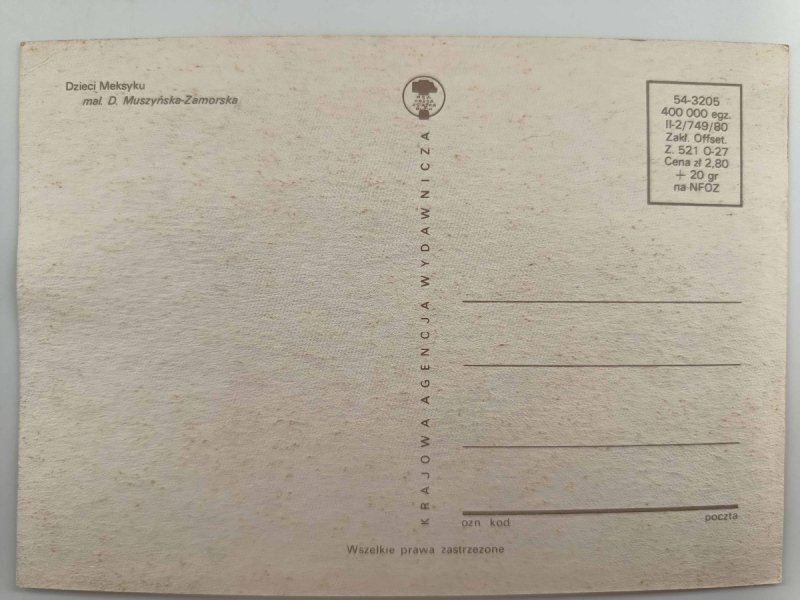 Dzieci Meksyku
mal. D. Muszyńska-Zamorska
KRAJOWA AGENCJA WYDAWNICZA
54-3205
400 000 egz.
II-2/749/80
Zakł. Offset.
Z. 521 O-27
Cena zł 2,80
+ 20 gr
na NFOZ
ozn kod
poczta
Wszelkie prawa zastrzeżone